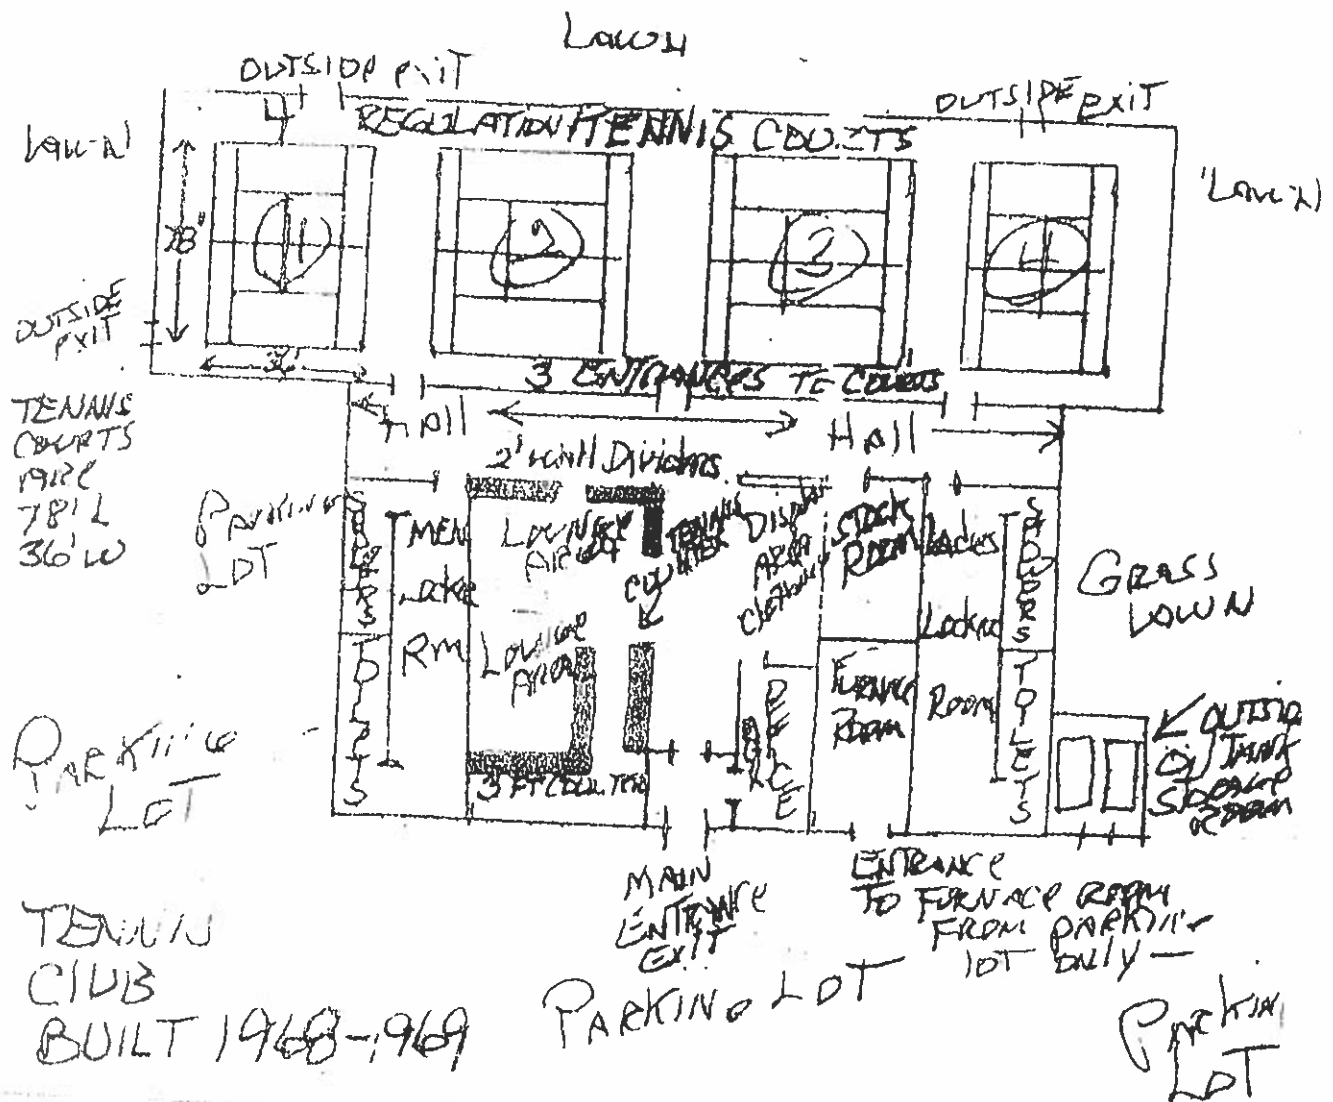 LAWN
OUTSIDE EXIT
OUTSIDE EXIT
REGULATION TENNIS COURTS
LAWN
LAWN
78"
1
2
3
4
OUTSIDE
EXIT
36'
3 ENTRANCES TO COURTS
TENNIS
COURTS
ARE
78'L
36'W
HAll
HAll
2' wall Dividers
PARKING
LOT
SHOWERS
MEN
Locker
RM
LOUNGE
AREA
COUNTER
TENNIS
DISPLAY
AREA
Clothing
STOCK
ROOM
LADIES
Locker
ROOM
SHOWERS
GRASS
LAWN
LOUNGE
AREA
TOILETS
OFFICE
FURNACE
ROOM
TOILETS
OUTSIDE
OIL TANK
STORAGE
ROOM
PARKING
LOT
3 FT COUNTER
MAIN
ENTRANCE
EXIT
ENTRANCE
TO FURNACE ROOM
FROM PARKING
LOT ONLY —
TENNIS
CLUB
BUILT 1968-1969
PARKING LOT
PARKIN
LOT